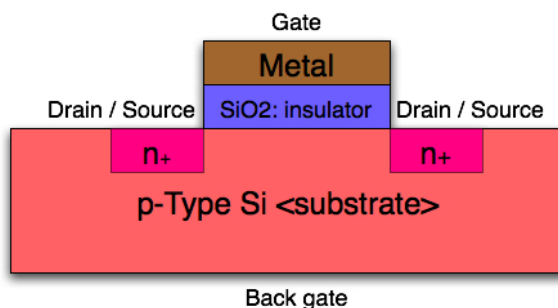 Gate
Metal
Drain / Source
SiO2: insulator
Drain / Source
n+
n+
p-Type Si <substrate>
Back gate